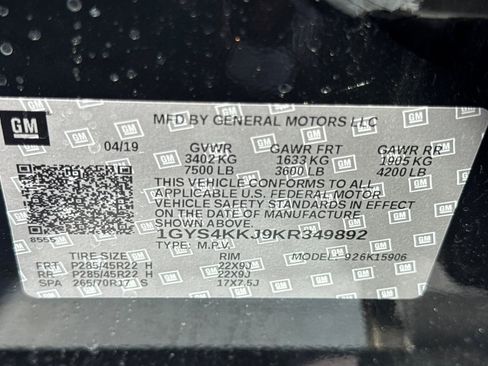 GM
MFD BY GENERAL MOTORS LLC
04/19 GVWR GAWR FRT GAWR RR
3402 KG 1633 KG 1905 KG
7500 LB 3600 LB 4200 LB
THIS VEHICLE CONFORMS TO ALL
APPLICABLE U.S. FEDERAL MOTOR
VEHICLE SAFETY STANDARDS IN EFFECT
ON THE DATE OF MANUFACTURE
SHOWN ABOVE.
1GYS4KKJ9KR349892
TYPE: M.P.V. MODEL: 926K15906
TIRE SIZE RIM
FRT P285/45R22 H 22X9J
RR P285/45R22 H 22X9J
SPA 265/70R17 S 17X7.5J